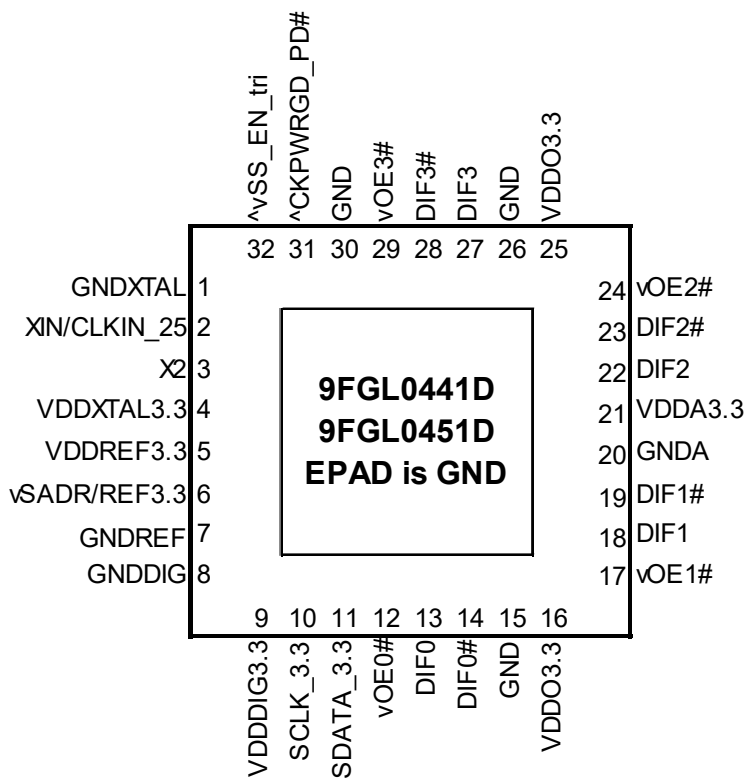 ^vSS_EN_tri
^CKPWRGD_PD#
GND
vOE3#
DIF3#
DIF3
GND
VDDO3.3
32 31 30 29 28 27 26 25
GNDXTAL 1
XIN/CLKIN_25 2
X2 3
VDDXTAL3.3 4
VDDREF3.3 5
vSADR/REF3.3 6
GNDREF 7
GNDDIG 8
9FGL0441D
9FGL0451D
EPAD is GND
24 vOE2#
23 DIF2#
22 DIF2
21 VDDA3.3
20 GNDA
19 DIF1#
18 DIF1
17 vOE1#
9 10 11 12 13 14 15 16
VDDDIG3.3
SCLK_3.3
SDATA_3.3
vOE0#
DIF0
DIF0#
GND
VDDO3.3